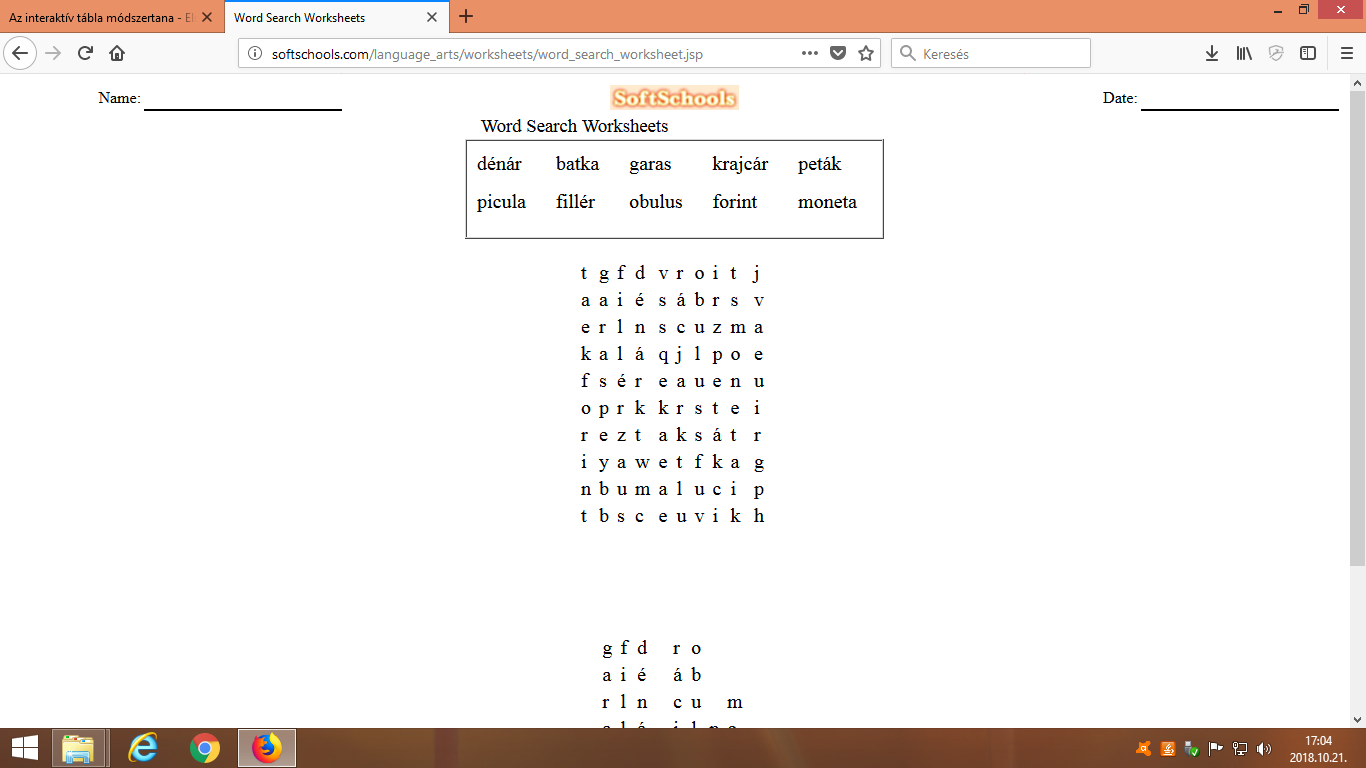 Az interaktív tábla módszertana - El
Word Search Worksheets
softschools.com/language_arts/worksheets/word_search_worksheet.jsp
Keresés
Name:
SoftSchools
Date:
Word Search Worksheets
dénár batka garas krajcár peták
picula fillér obulus forint moneta
t g f d v r o i t j
a a i é s á b r s v
e r l n s c u z m a
k a l á q j l p o e
f s é r e a u e n u
o p r k k r s t e i
r e z t a k s á t r
i y a w e t f k a g
n b u m a l u c i p
t b s c e u v i k h
g f d r o
a i é á b
r l n c u m
17:04
2018.10.21.